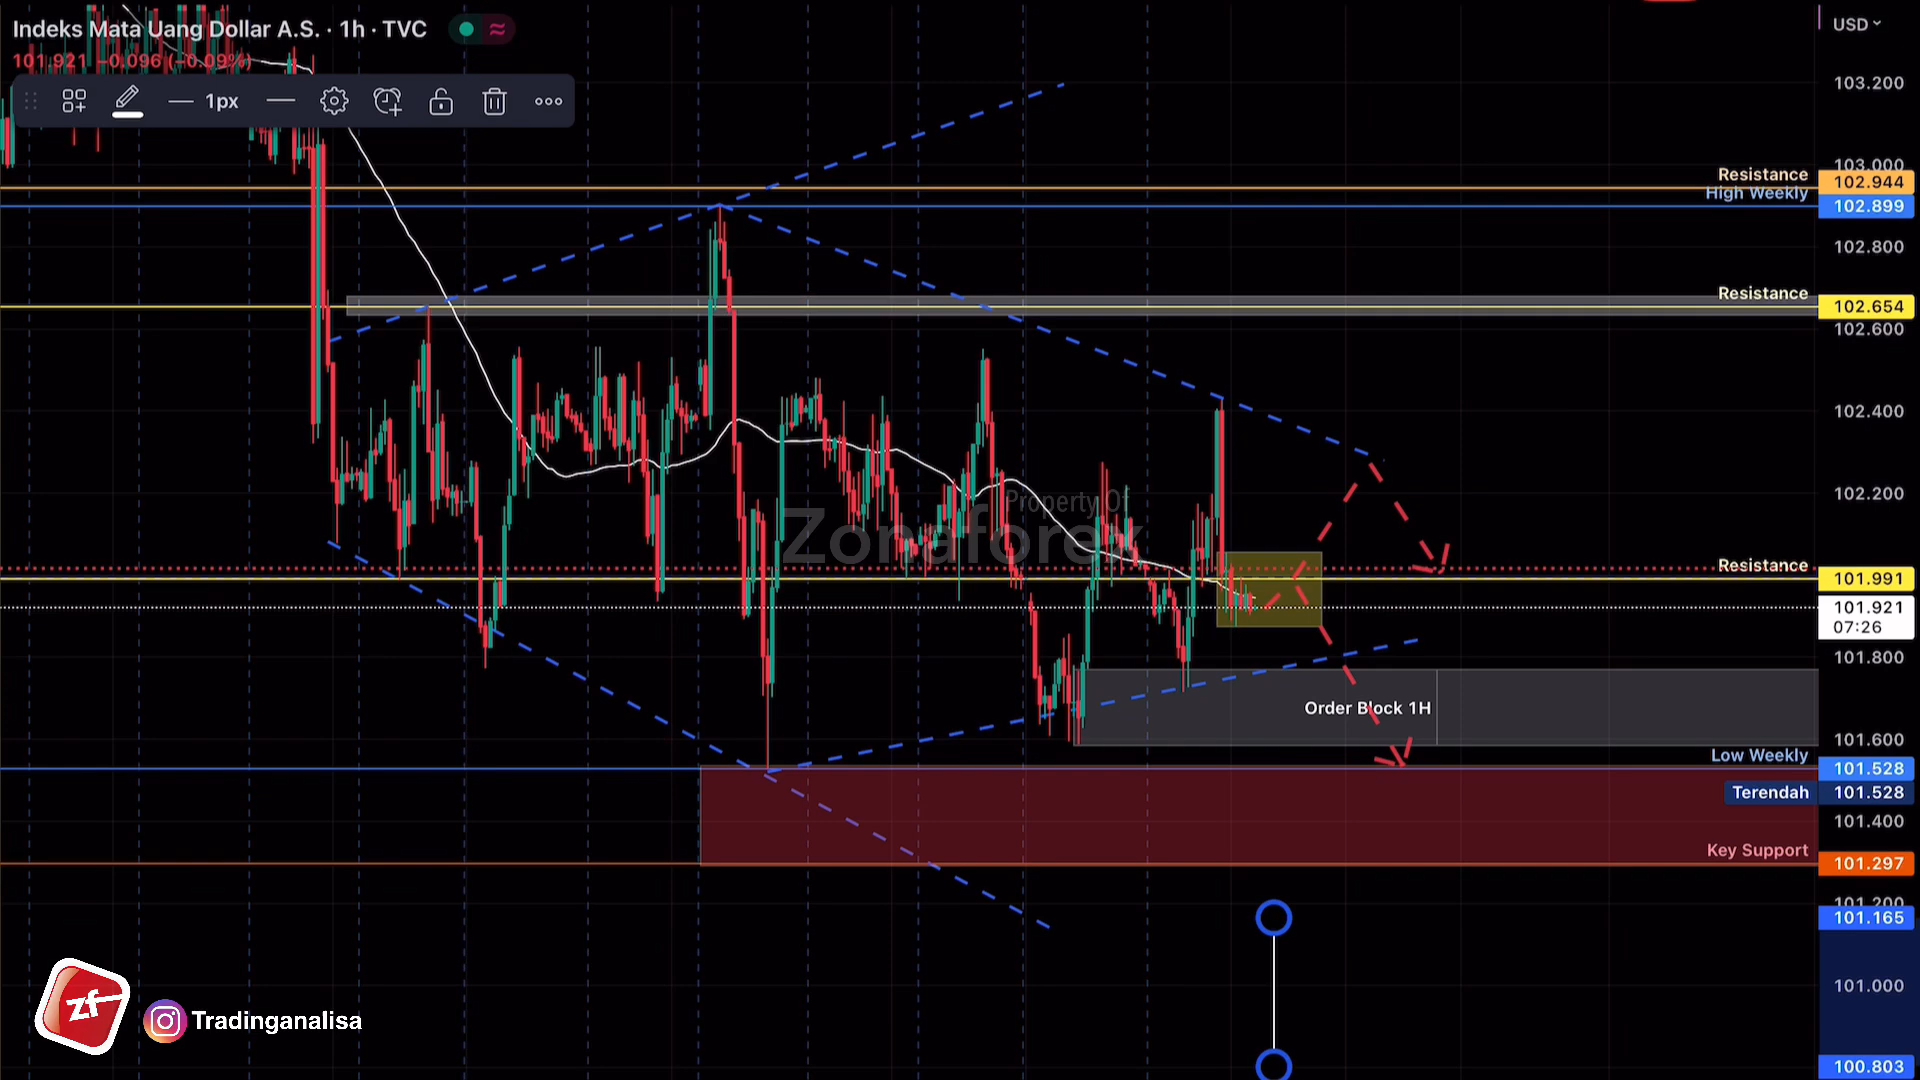 Indeks Mata Uang Dollar A.S. · 1h · TVC
USD
101.921 −0.096 (−0.09%)
1px
103.200
103.000
Resistance
102.944
High Weekly
102.899
102.800
Resistance
102.654
102.600
102.400
102.200
Property Of
Zonaforex
Resistance
101.991
101.921
07:26
101.800
Order Block 1H
101.600
Low Weekly
101.528
Terendah
101.528
101.400
Key Support
101.297
101.200
101.165
101.000
zf
Tradinganalisa
100.803